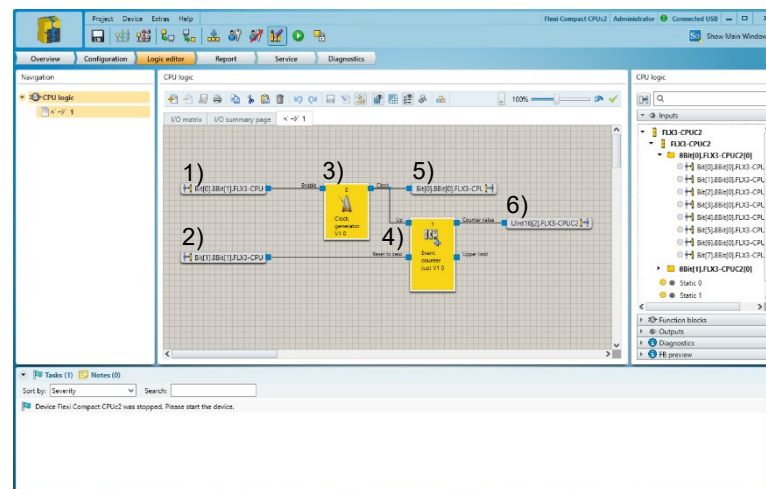 Project Device Extras Help
Flexi Compact CPUc2 Administrator Connected USB
So Show Main Window
Overview Configuration Logic editor Report Service Diagnostics
Navigation
CPU logic
ページ 1
CPU logic
100%
I/O matrix I/O summary page ページ 1
1)
Bit[0].8Bit[1].FLX3-CPU
2)
Bit[1].8Bit[1].FLX3-CPU
3)
Enable
0
Clock
Clock
generator
V1.0
4)
Up
Reset to zero
1
Counter value
Event
counter
(up) V1.0
Upper limit
5)
Bit[0].8Bit[0].FLX3-CPL
6)
UInt16[2].FLX3-CPUC2
CPU logic
Inputs
FLX3-CPUC2
FLX3-CPUC2
8Bit[0].FLX3-CPUC2[0]
Bit[0].8Bit[0].FLX3-CPL
Bit[1].8Bit[0].FLX3-CPL
Bit[2].8Bit[0].FLX3-CPL
Bit[3].8Bit[0].FLX3-CPL
Bit[4].8Bit[0].FLX3-CPL
Bit[5].8Bit[0].FLX3-CPL
Bit[6].8Bit[0].FLX3-CPL
Bit[7].8Bit[0].FLX3-CPL
8Bit[1].FLX3-CPUC2[0]
Static 0
Static 1
Function blocks
Outputs
Diagnostics
FB preview
Tasks (1) Notes (0)
Sort by: Severity Search:
Device Flexi Compact CPUc2 was stopped. Please start the device.